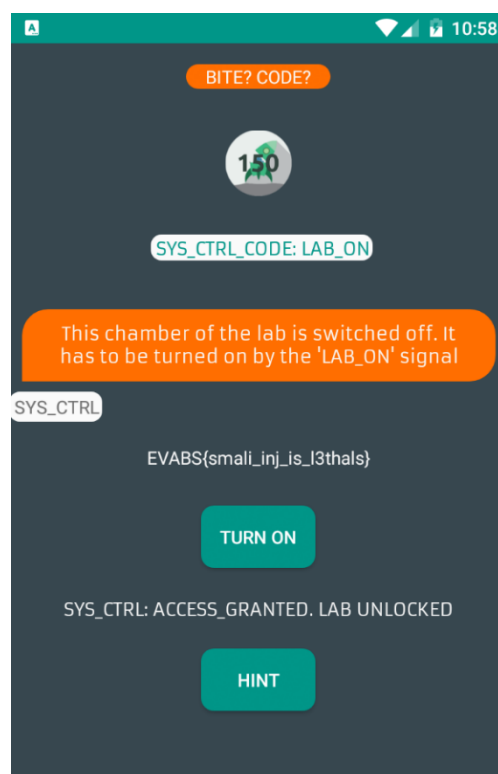 10:58
BITE? CODE?
150
SYS_CTRL_CODE: LAB_ON
This chamber of the lab is switched off. It
has to be turned on by the 'LAB_ON' signal
SYS_CTRL
EVABS{smali_inj_is_l3thals}
TURN ON
SYS_CTRL: ACCESS_GRANTED. LAB UNLOCKED
HINT